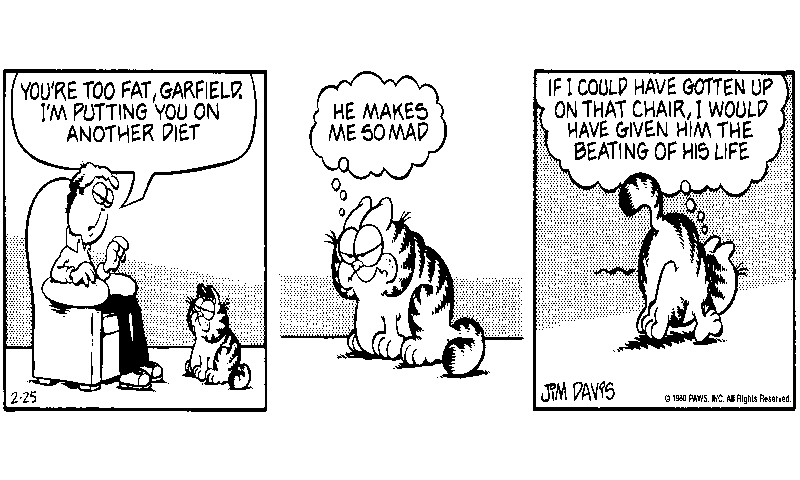 YOU'RE TOO FAT, GARFIELD.
I'M PUTTING YOU ON
ANOTHER DIET
2-25
HE MAKES
ME SO MAD
IF I COULD HAVE GOTTEN UP
ON THAT CHAIR, I WOULD
HAVE GIVEN HIM THE
BEATING OF HIS LIFE
JIM DAVIS
© 1980 PAWS, INC. All Rights Reserved.